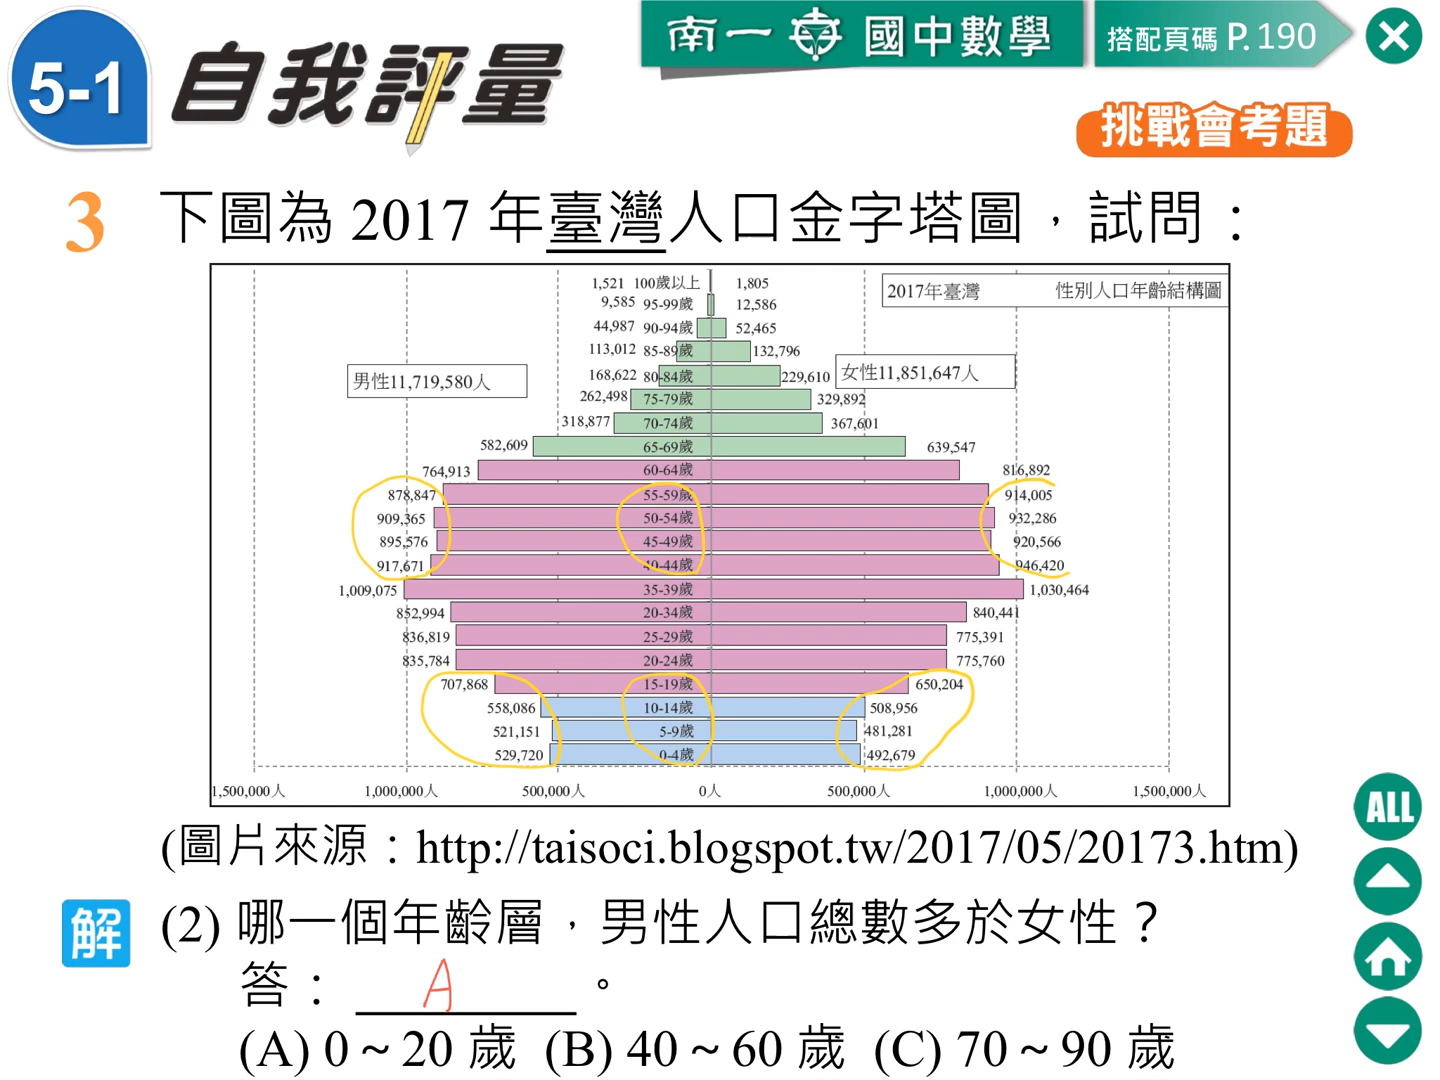 5-1 自我評量
南一 國中數學 搭配頁碼 P. 190
挑戰會考題
3 下圖為 2017 年臺灣人口金字塔圖，試問：
2017年臺灣 性別人口年齡結構圖
男性11,719,580人
女性11,851,647人
1,521 100歲以上 1,805
9,585 95-99歲 12,586
44,987 90-94歲 52,465
113,012 85-89歲 132,796
168,622 80-84歲 229,610
262,498 75-79歲 329,892
318,877 70-74歲 367,601
582,609 65-69歲 639,547
764,913 60-64歲 816,892
878,847 55-59歲 914,005
909,365 50-54歲 932,286
895,576 45-49歲 920,566
917,671 40-44歲 946,420
1,009,075 35-39歲 1,030,464
852,994 20-34歲 840,441
836,819 25-29歲 775,391
835,784 20-24歲 775,760
707,868 15-19歲 650,204
558,086 10-14歲 508,956
521,151 5-9歲 481,281
529,720 0-4歲 492,679
1,500,000人 1,000,000人 500,000人 0人 500,000人 1,000,000人 1,500,000人
(圖片來源：http://taisoci.blogspot.tw/2017/05/20173.htm)
解 (2) 哪一個年齡層，男性人口總數多於女性？
答： A 。
(A) 0～20 歲 (B) 40～60 歲 (C) 70～90 歲
ALL